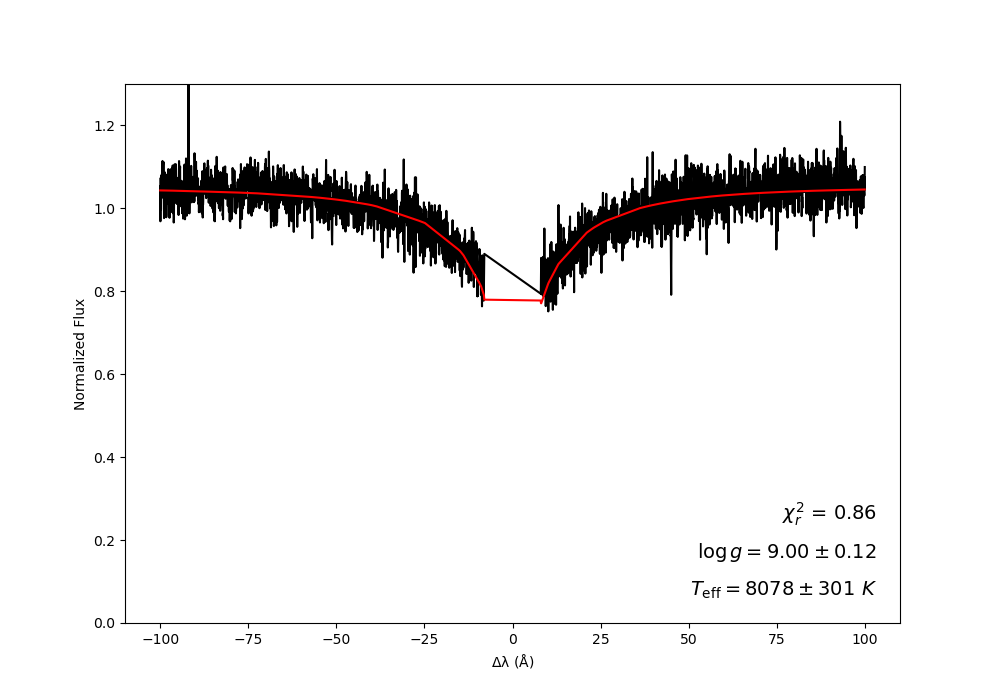 1.2
1.0
0.8
0.6
0.4
0.2
0.0
Normalized Flux
χ²ᵣ = 0.86
log g = 9.00 ± 0.12
T_eff = 8078 ± 301 K
−100 −75 −50 −25 0 25 50 75 100
Δλ (Å)